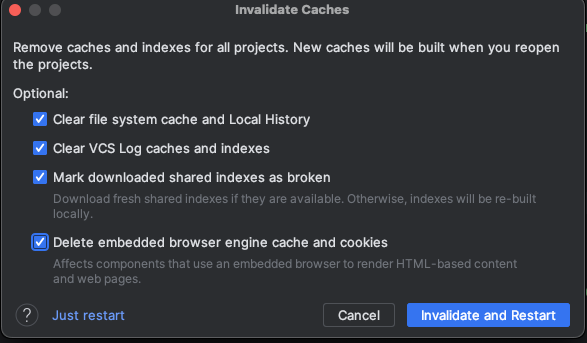 Invalidate Caches
Remove caches and indexes for all projects. New caches will be built when you reopen
the projects.
Optional:
Clear file system cache and Local History
Clear VCS Log caches and indexes
Mark downloaded shared indexes as broken
Download fresh shared indexes if they are available. Otherwise, indexes will be re-built
locally.
Delete embedded browser engine cache and cookies
Affects components that use an embedded browser to render HTML-based content
and web pages.
? Just restart Cancel Invalidate and Restart